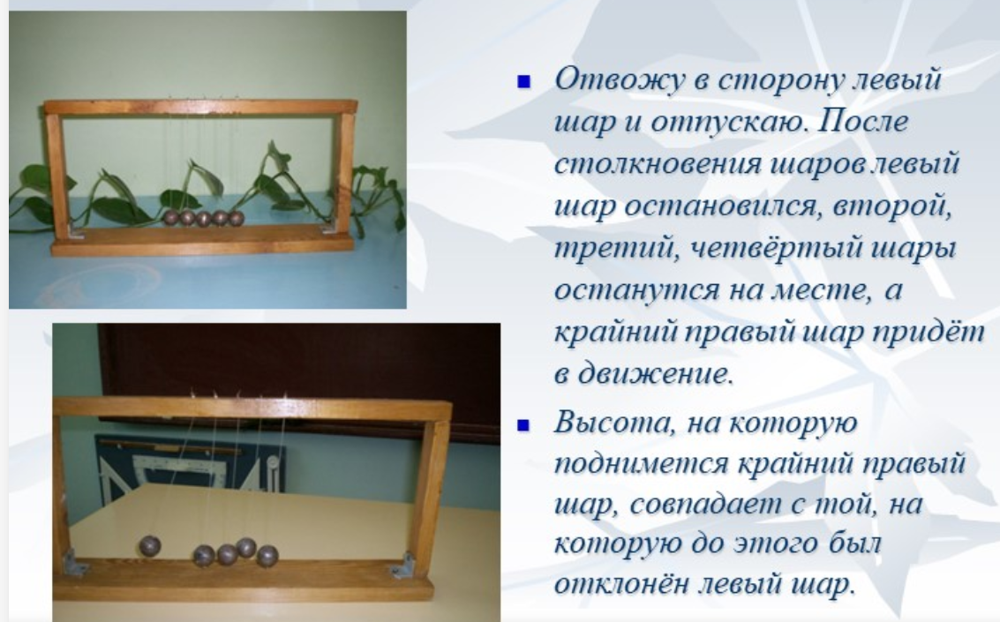 Отвожу в сторону левый
шар и отпускаю. После
столкновения шаров левый
шар остановился, второй,
третий, четвёртый шары
останутся на месте, а
крайний правый шар придёт
в движение.
Высота, на которую
поднимется крайний правый
шар, совпадает с той, на
которую до этого был
отклонён левый шар.